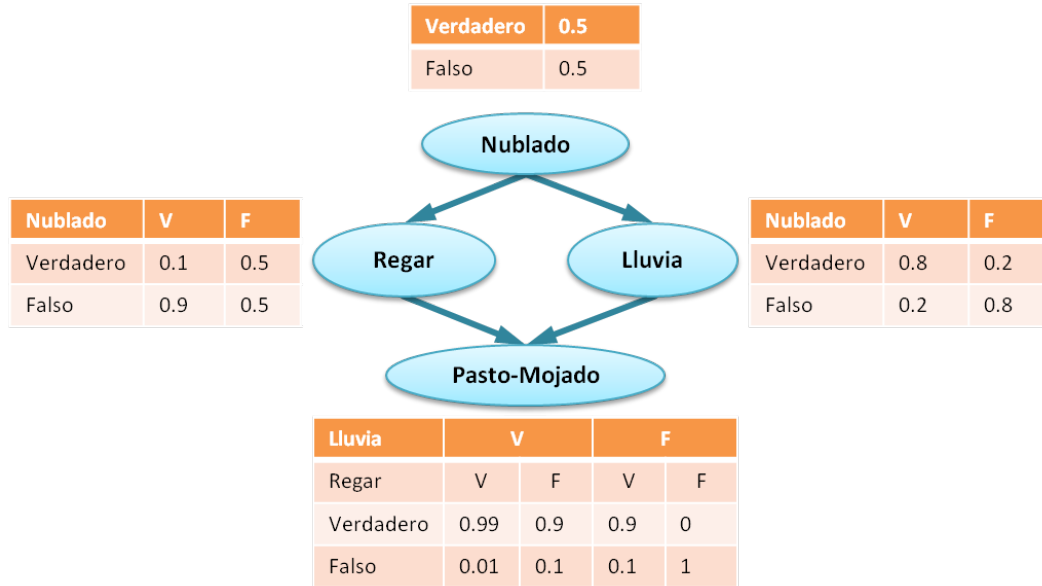 Verdadero 0.5
Falso 0.5
Nublado
Nublado V F
Verdadero 0.1 0.5
Falso 0.9 0.5
Regar
Lluvia
Nublado V F
Verdadero 0.8 0.2
Falso 0.2 0.8
Pasto-Mojado
Lluvia V F
Regar V F V F
Verdadero 0.99 0.9 0.9 0
Falso 0.01 0.1 0.1 1